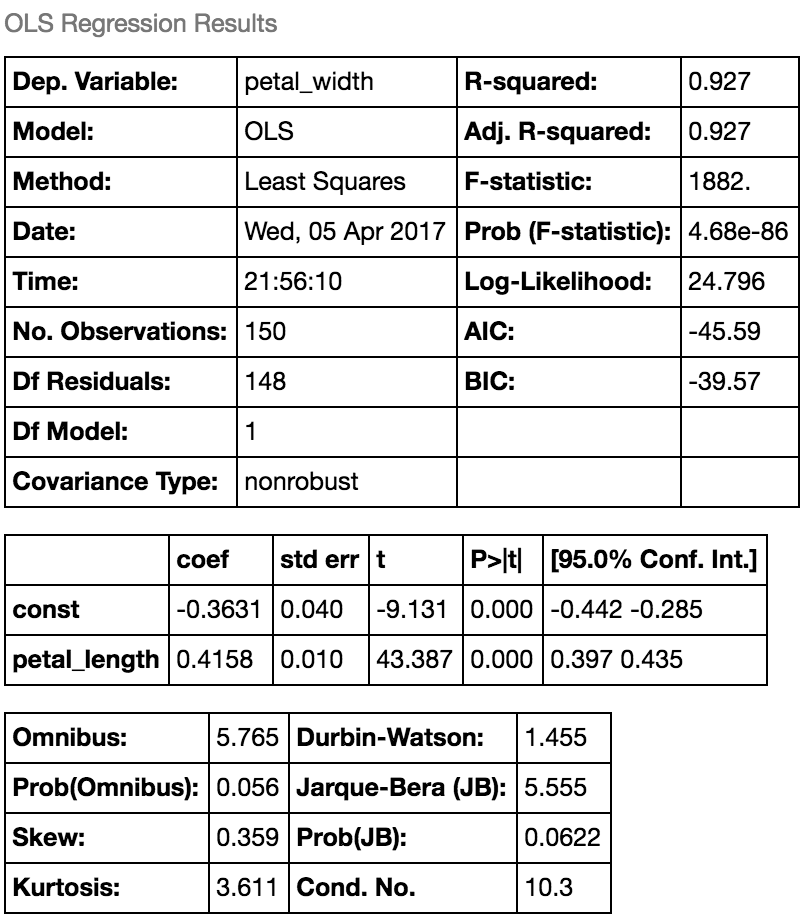 OLS Regression Results
Dep. Variable: petal_width R-squared: 0.927
Model: OLS Adj. R-squared: 0.927
Method: Least Squares F-statistic: 1882.
Date: Wed, 05 Apr 2017 Prob (F-statistic): 4.68e-86
Time: 21:56:10 Log-Likelihood: 24.796
No. Observations: 150 AIC: -45.59
Df Residuals: 148 BIC: -39.57
Df Model: 1
Covariance Type: nonrobust
coef std err t P>|t| [95.0% Conf. Int.]
const -0.3631 0.040 -9.131 0.000 -0.442 -0.285
petal_length 0.4158 0.010 43.387 0.000 0.397 0.435
Omnibus: 5.765 Durbin-Watson: 1.455
Prob(Omnibus): 0.056 Jarque-Bera (JB): 5.555
Skew: 0.359 Prob(JB): 0.0622
Kurtosis: 3.611 Cond. No. 10.3